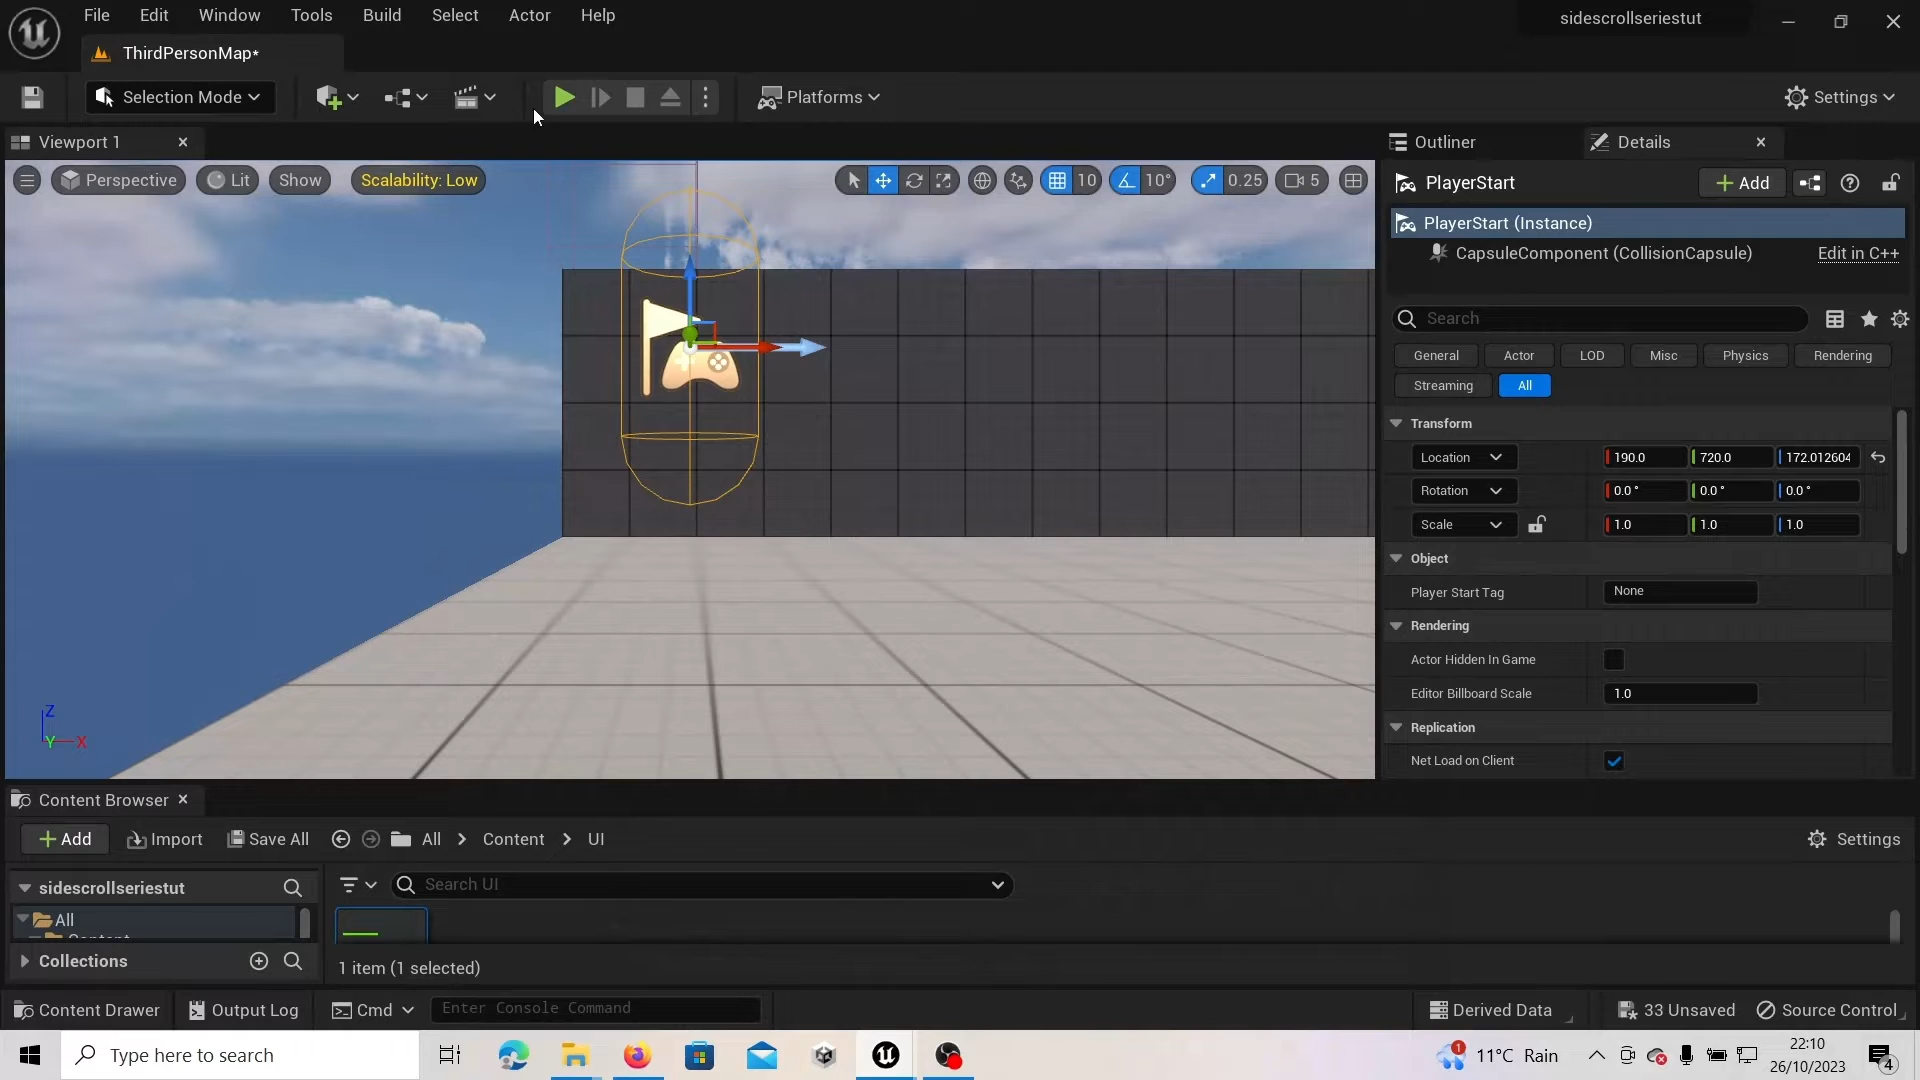 File Edit Window Tools Build Select Actor Help
sidescrollseriestut
ThirdPersonMap*
Selection Mode
Platforms
Settings
Viewport 1
Outliner
Details
Perspective
Lit
Show
Scalability: Low
10
10°
0.25
5
PlayerStart
Add
PlayerStart (Instance)
CapsuleComponent (CollisionCapsule)
Edit in C++
Search
General Actor LOD Misc Physics Rendering
Streaming All
Transform
Location 190.0 720.0 172.012604
Rotation 0.0 ° 0.0 ° 0.0 °
Scale 1.0 1.0 1.0
Object
Player Start Tag None
Rendering
Actor Hidden In Game
Editor Billboard Scale 1.0
Replication
Net Load on Client
Z
Y X
Content Browser
Add Import Save All All Content UI
Settings
sidescrollseriestut
Search UI
All
Content
Collections
1 item (1 selected)
Content Drawer Output Log Cmd Enter Console Command
Derived Data 33 Unsaved Source Control
Type here to search
1
11°C Rain
22:10
26/10/2023
4